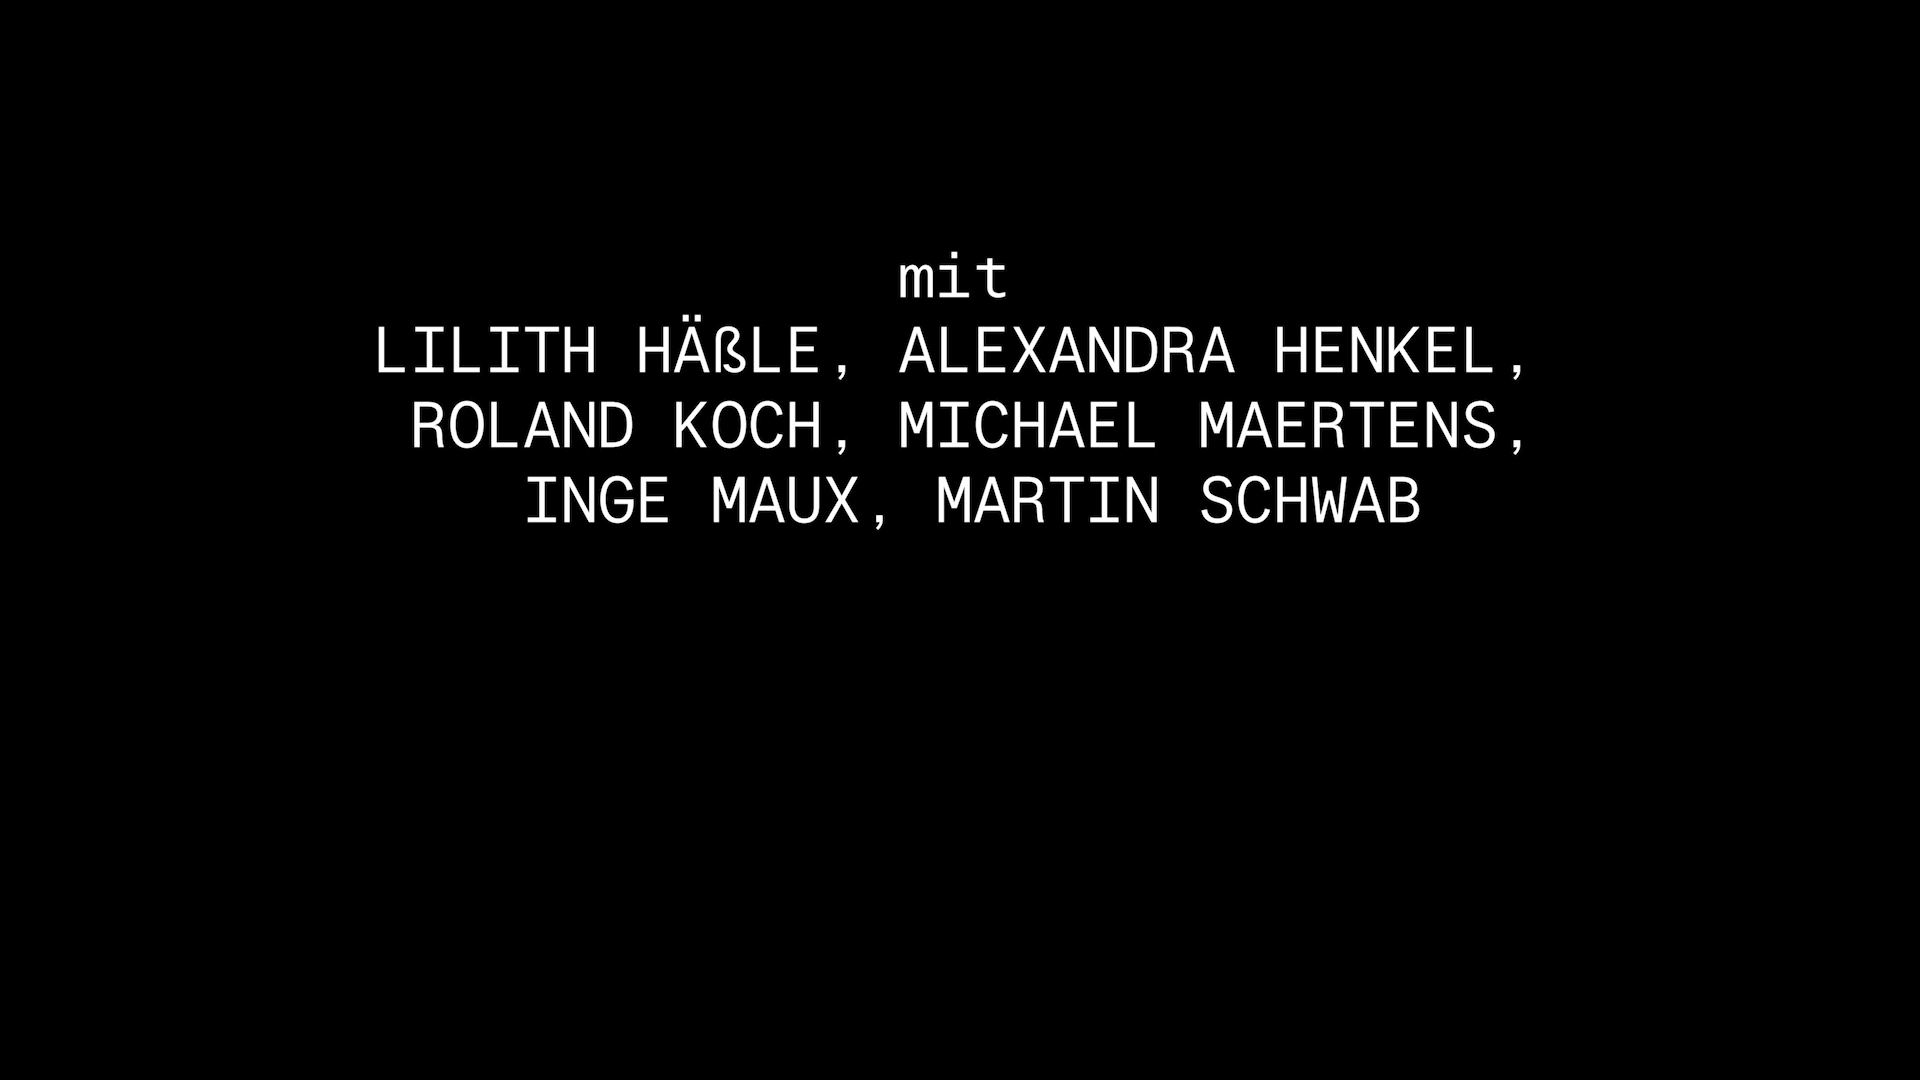 mit
LILITH HÄßLE, ALEXANDRA HENKEL,
ROLAND KOCH, MICHAEL MAERTENS,
INGE MAUX, MARTIN SCHWAB